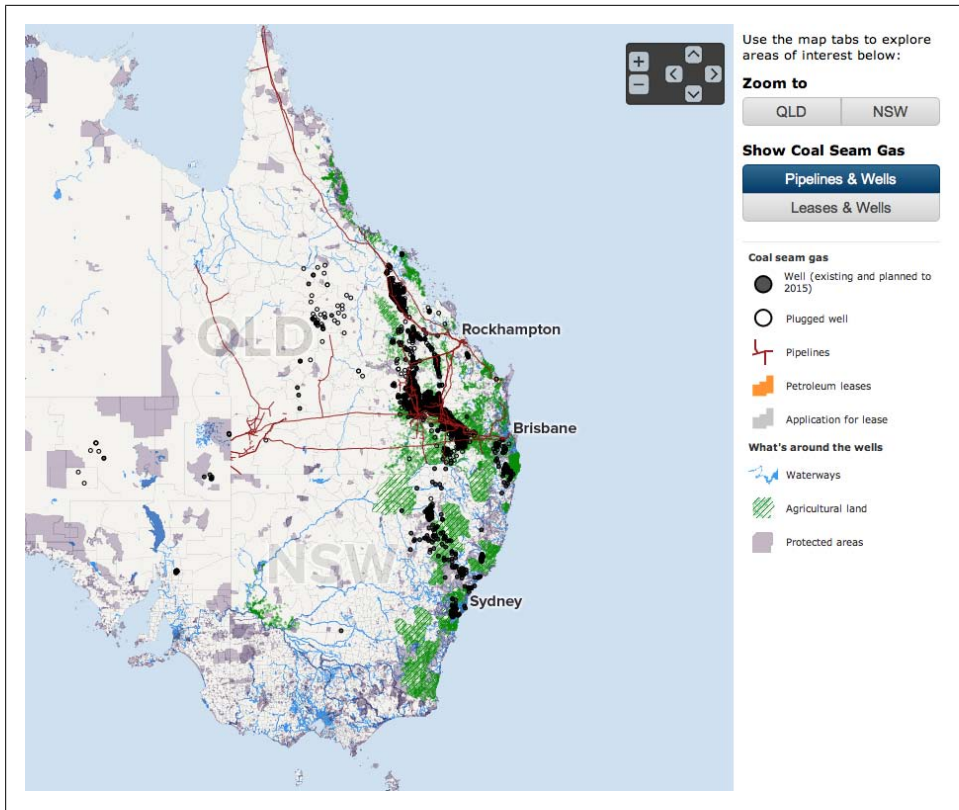 QLD
NSW
Rockhampton
Brisbane
Sydney
Use the map tabs to explore
areas of interest below:
Zoom to
QLD
NSW
Show Coal Seam Gas
Pipelines & Wells
Leases & Wells
Coal seam gas
Well (existing and planned to
2015)
Plugged well
Pipelines
Petroleum leases
Application for lease
What's around the wells
Waterways
Agricultural land
Protected areas